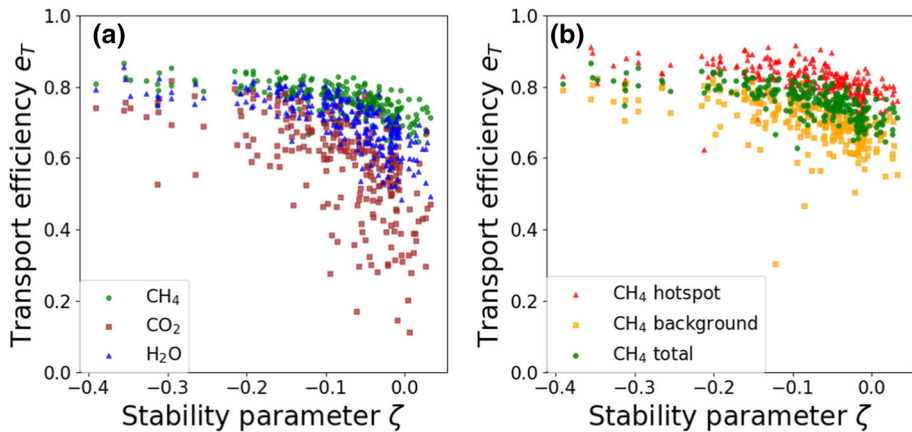 (a)
Transport efficiency e_T
1.0
0.8
0.6
0.4
0.2
0.0
CH₄
CO₂
H₂O
−0.4 −0.3 −0.2 −0.1 0.0
Stability parameter ζ
(b)
Transport efficiency e_T
1.0
0.8
0.6
0.4
0.2
0.0
CH₄ hotspot
CH₄ background
CH₄ total
−0.4 −0.3 −0.2 −0.1 0.0
Stability parameter ζ